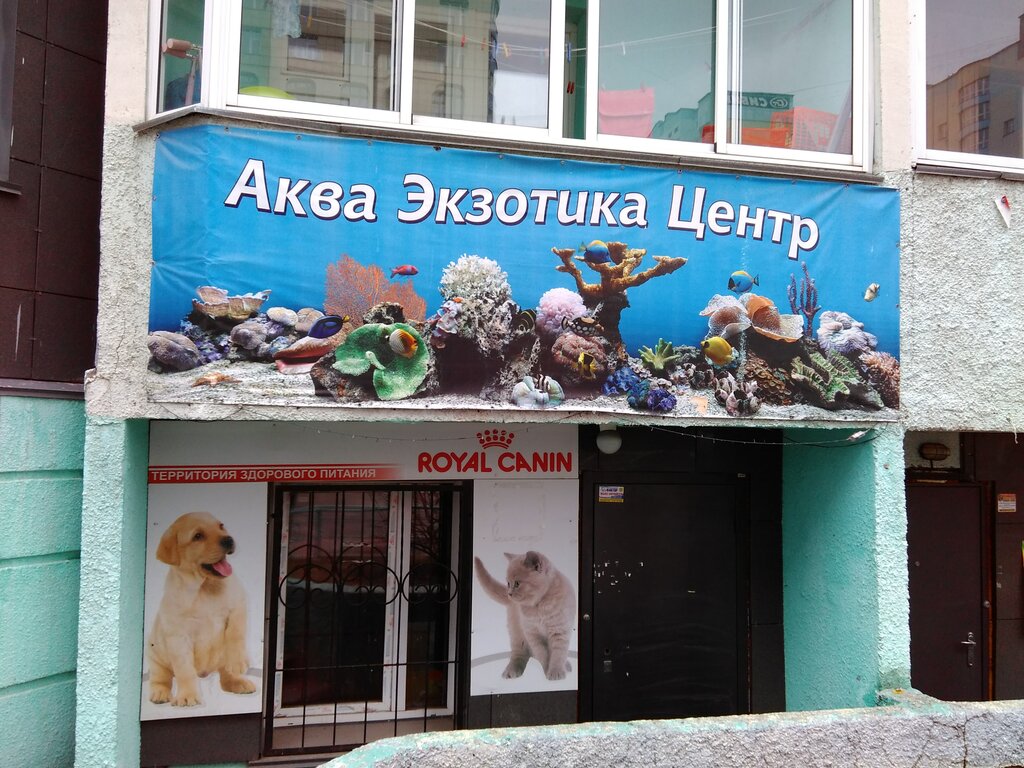 Аква Экзотика Центр
ROYAL CANIN
ТЕРРИТОРИЯ ЗДОРОВОГО ПИТАНИЯ